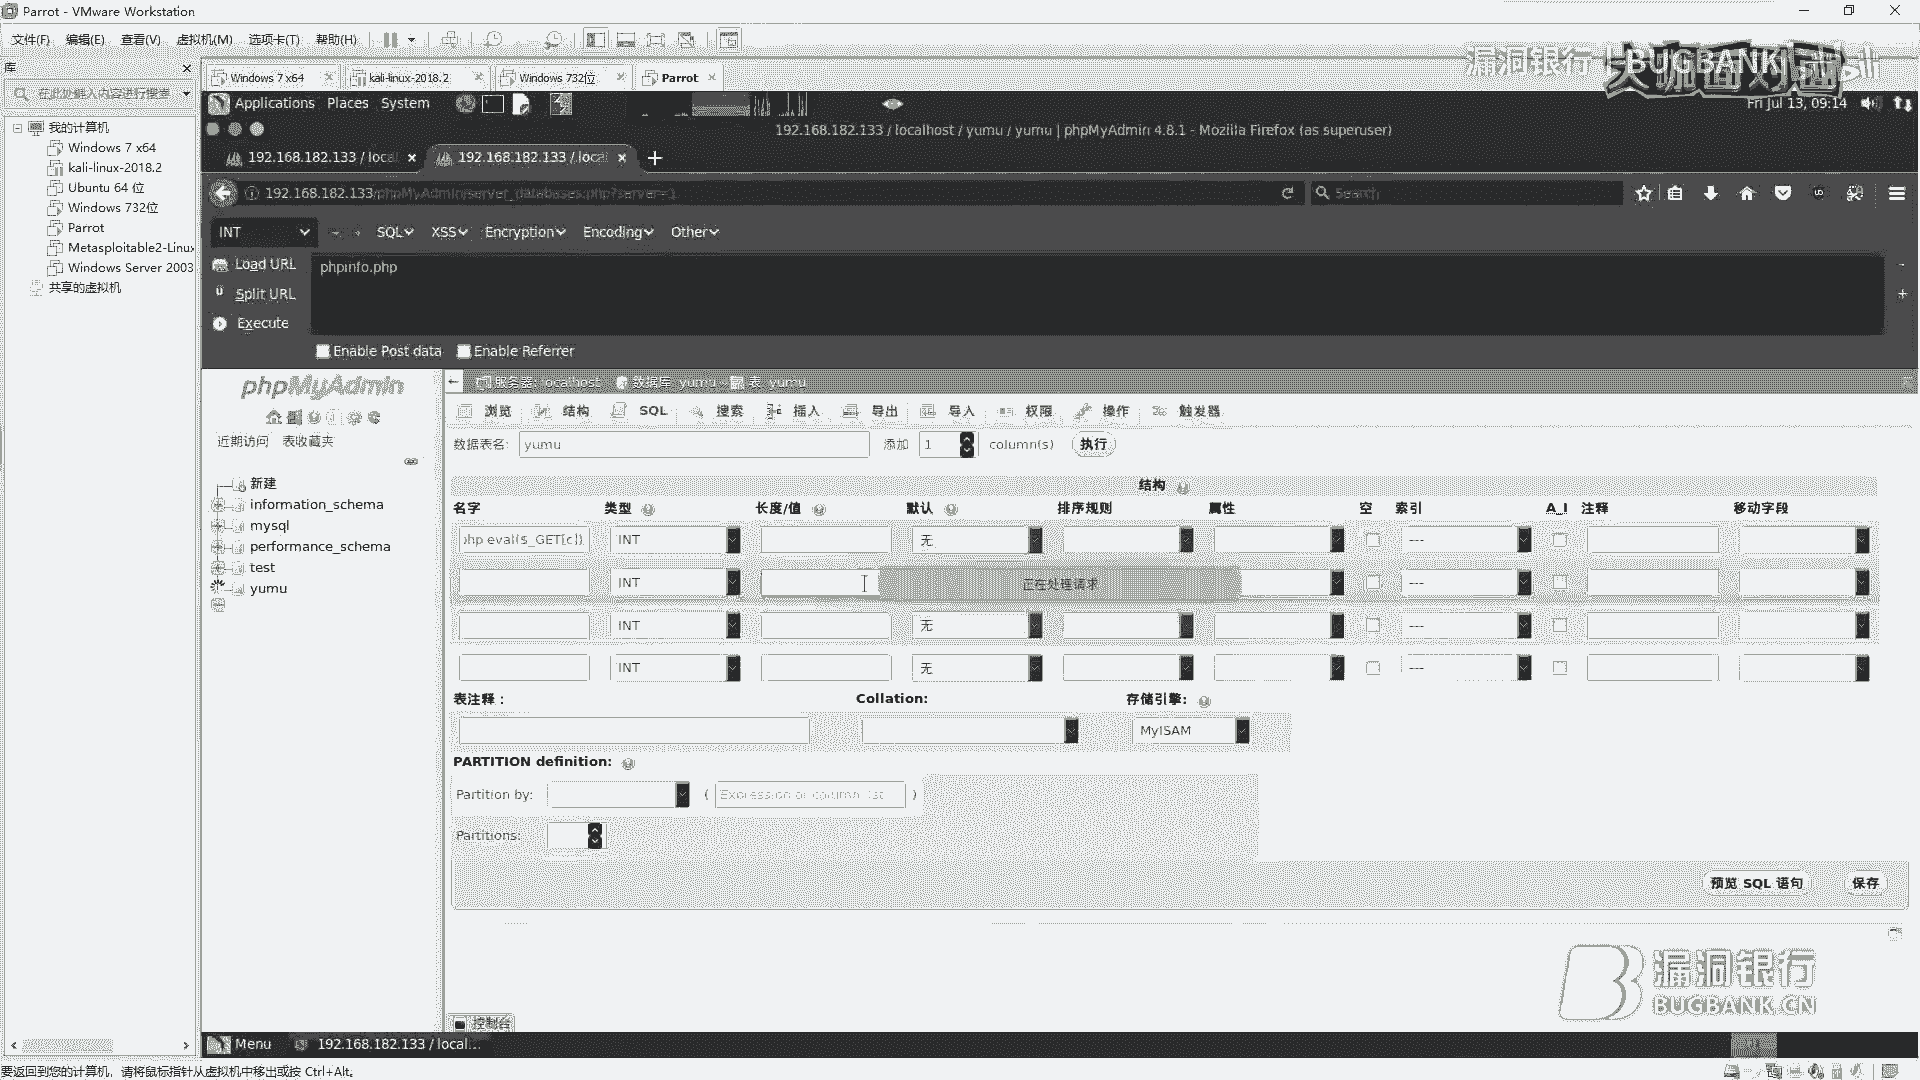 Parrot - VMware Workstation
文件(F) 编辑(E) 查看(V) 虚拟机(M) 选项卡(T) 帮助(H)
漏洞银行 BUGBANK
库
Windows 7 x64 kali-linux-2018.2 Windows 732位 Parrot
在此处键入内容进行搜索
Applications Places System
Fri Jul 13, 09:14
我的计算机
Windows 7 x64
kali-linux-2018.2
Ubuntu 64 位
Windows 732位
Parrot
Metasploitable2-Linux
Windows Server 2003
共享的虚拟机
192.168.182.133 / localhost / yumu / yumu | phpMyAdmin 4.8.1 - Mozilla Firefox (as superuser)
192.168.182.133 / local 192.168.182.133 / local
192.168.182.133/phpMyAdmin/server_databases.php?server=1
Search
INT SQL XSS Encryption Encoding Other
Load URL
phpinfo.php
Split URL
Execute
Enable Post data Enable Referrer
phpMyAdmin
近期访问 表收藏夹
新建
information_schema
mysql
performance_schema
test
yumu
服务器: localhost 数据库: yumu 表: yumu
浏览 结构 SQL 搜索 插入 导出 导入 权限 操作 触发器
数据表名: yumu 添加 1 column(s) 执行
结构
名字 类型 长度/值 默认 排序规则 属性 空 索引 A_I 注释 移动字段
php eval($_GET[c]) INT 无 ---
INT 正在处理请求 ---
INT 无 ---
INT 无 ---
表注释： Collation: 存储引擎:
MyISAM
PARTITION definition:
Partition by: ( Expression or column list )
Partitions:
预览 SQL 语句 保存
漏洞银行
BUGBANK.CN
控制台
Menu 192.168.182.133 / local...
要返回到您的计算机，请将鼠标指针从虚拟机中移出或按 Ctrl+Alt。